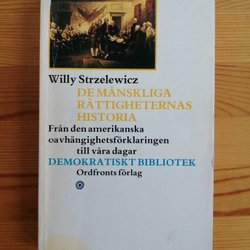 Willy Strzelewicz
DE MÄNSKLIGA
RÄTTIGHETERNAS
HISTORIA
Från den amerikanska
oavhängighetsförklaringen
till våra dagar
DEMOKRATISKT BIBLIOTEK
Ordfronts förlag